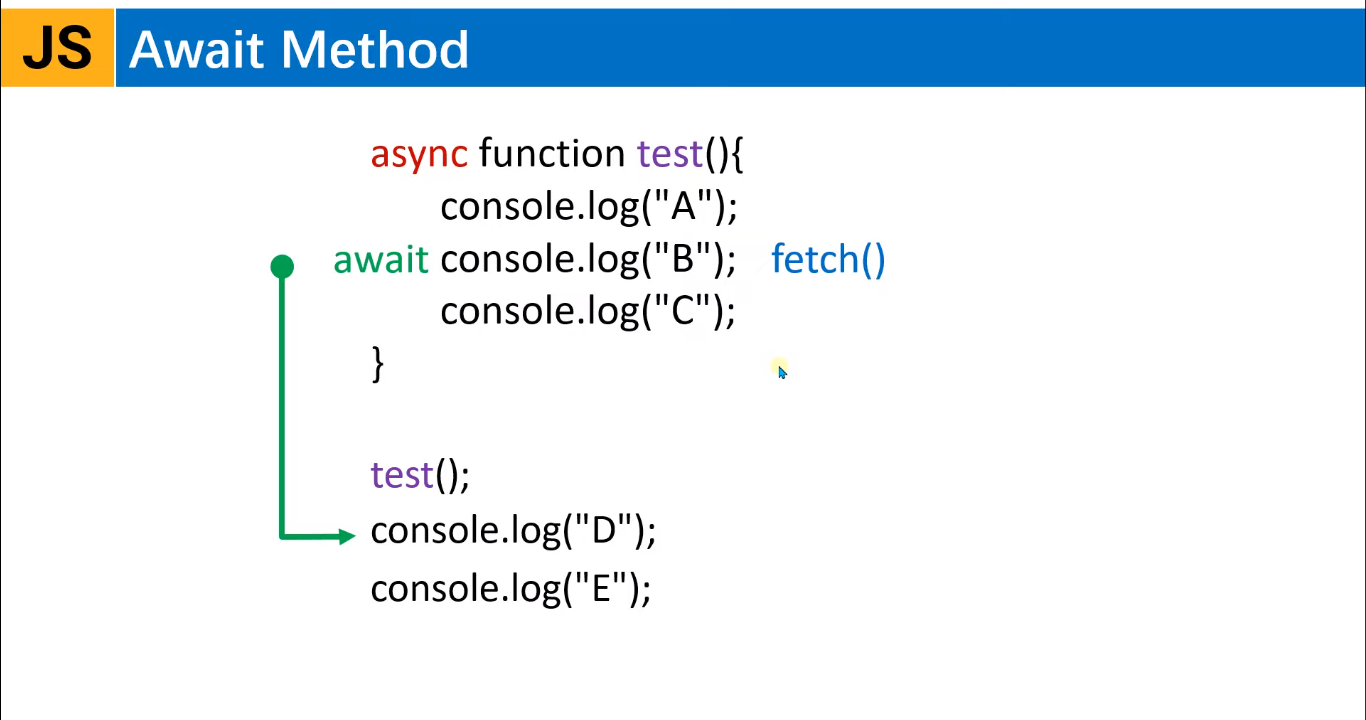 JS Await Method
async function test(){
console.log("A");
await console.log("B"); fetch()
console.log("C");
}
test();
console.log("D");
console.log("E");